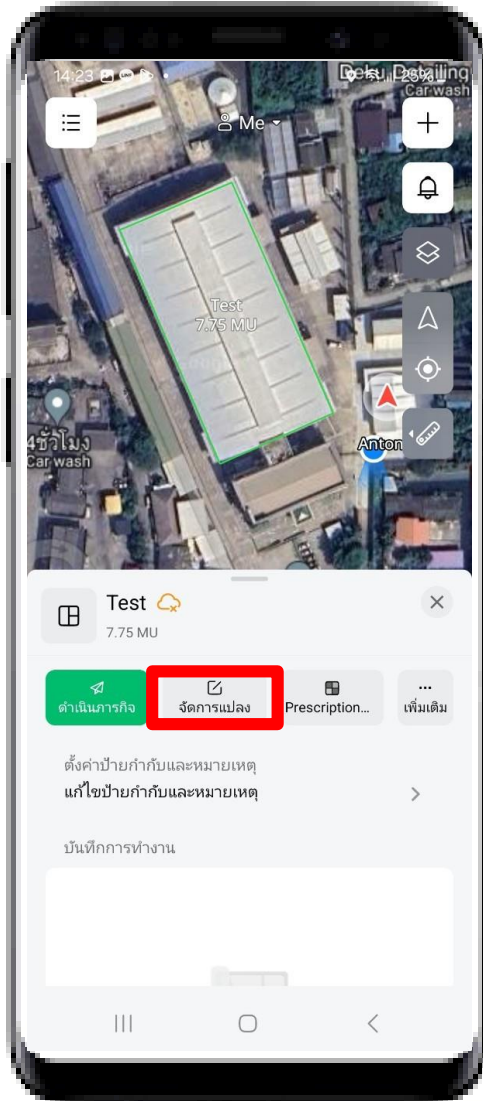 14:23
Deku Detailing
25%
Car wash
Me
Test
7.75 MU
4ชั่วโมง
Car wash
Anton
Test
7.75 MU
ดำเนินภารกิจ
จัดการแปลง
Prescription...
เพิ่มเติม
ตั้งค่าป้ายกำกับและหมายเหตุ
แก้ไขป้ายกำกับและหมายเหตุ
บันทึกการทำงาน